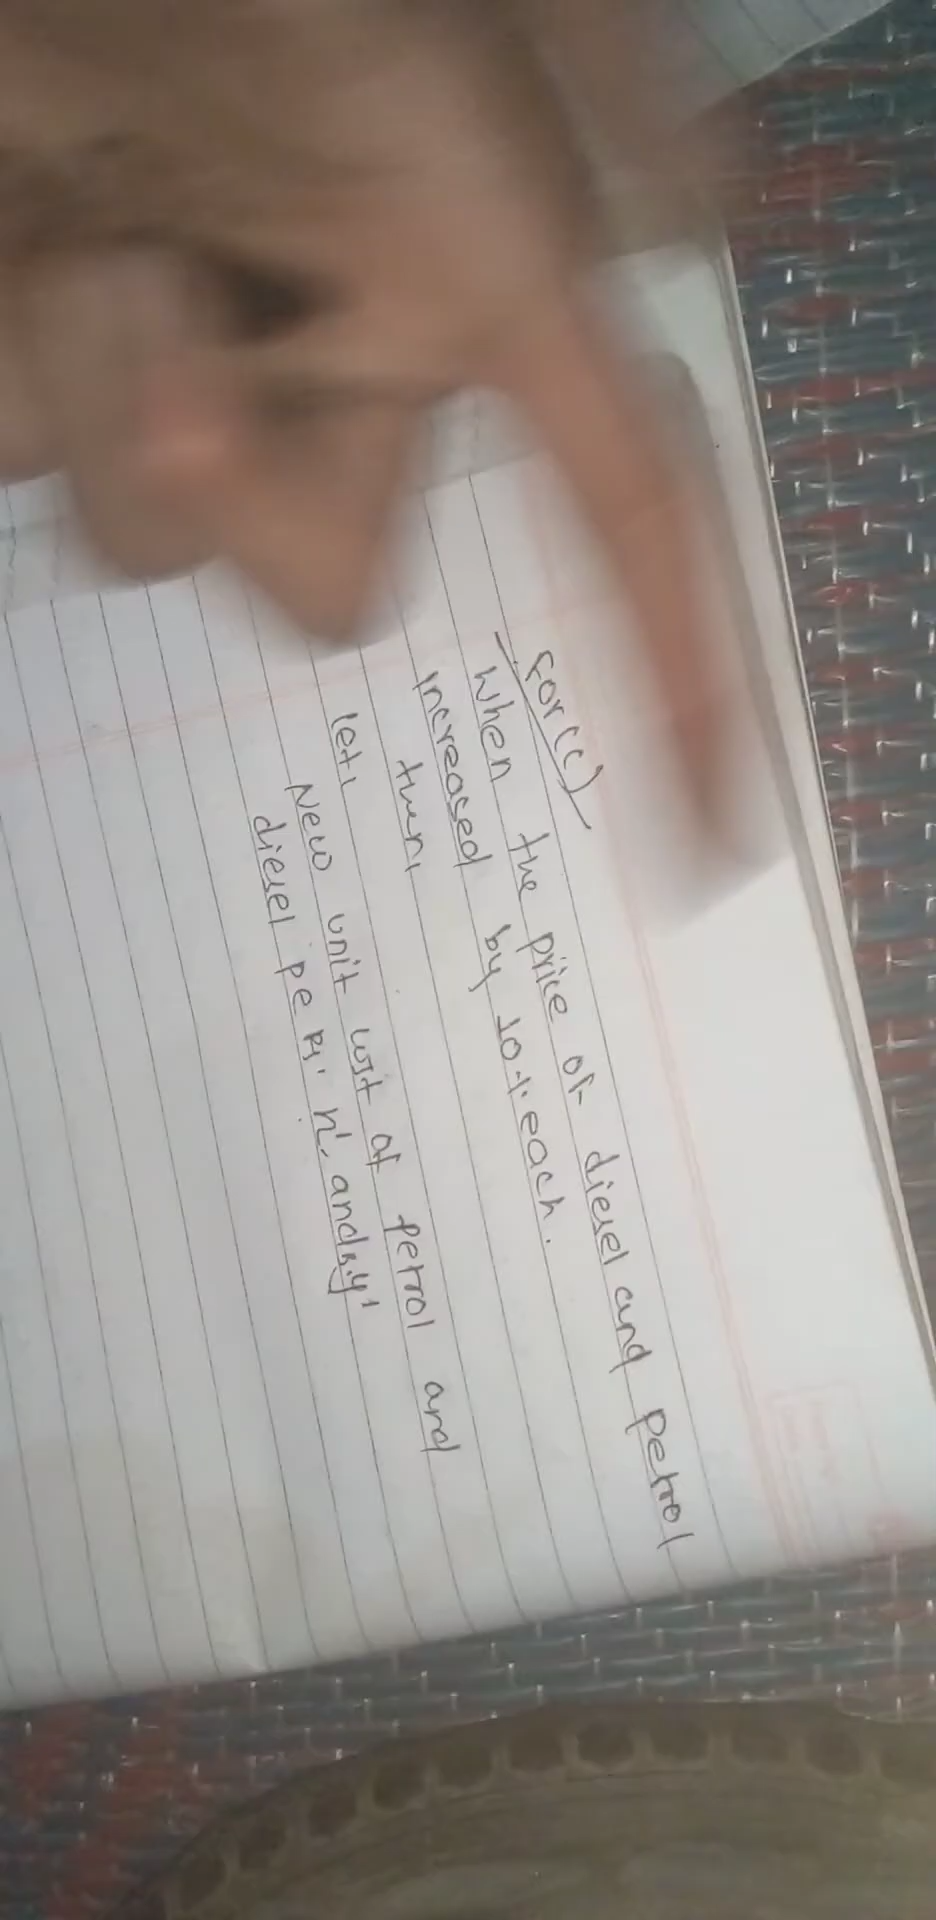 for (c)
When the price of diesel and petrol
increased by 10% each.
then,
let,
New unit cost of petrol and
diesel pe Rs. n'. and Rs. y'